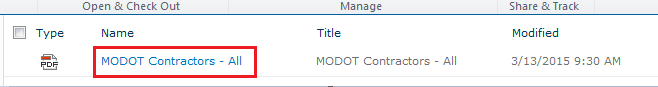 Open & Check Out Manage Share & Track
Type Name Title Modified
PDF MODOT Contractors - All MODOT Contractors - All 3/13/2015 9:30 AM